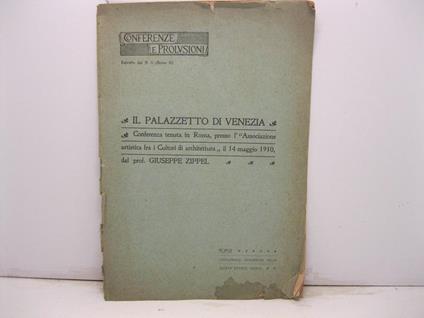 CONFERENZE
E PROLUSIONI
IL PALAZZETTO DI VENEZIA
Conferenza tenuta in Roma, presso l'"Associazione
artistica fra i Cultori di architettura„ il 14 maggio 1910,
dal prof. GIUSEPPE ZIPPEL